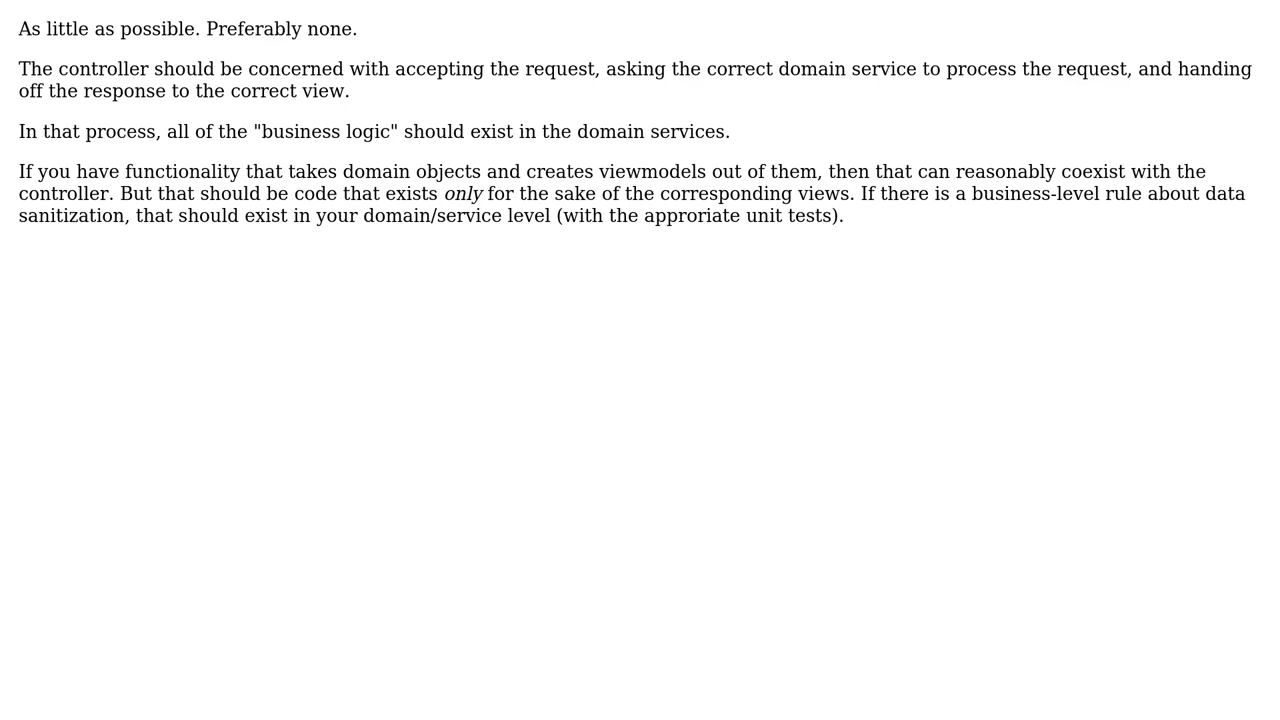 As little as possible. Preferably none.
The controller should be concerned with accepting the request, asking the correct domain service to process the request, and handing
off the response to the correct view.
In that process, all of the "business logic" should exist in the domain services.
If you have functionality that takes domain objects and creates viewmodels out of them, then that can reasonably coexist with the
controller. But that should be code that exists only for the sake of the corresponding views. If there is a business-level rule about data
sanitization, that should exist in your domain/service level (with the approriate unit tests).